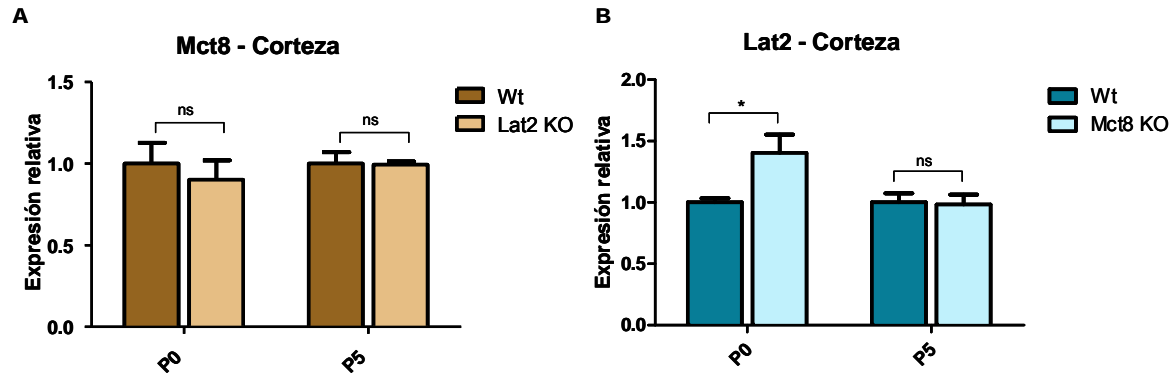 A
Mct8 - Corteza
Expresión relativa
1.5
1.0
0.5
0.0
ns
ns
P0
P5
Wt
Lat2 KO
B
Lat2 - Corteza
Expresión relativa
2.0
1.5
1.0
0.5
0.0
*
ns
P0
P5
Wt
Mct8 KO